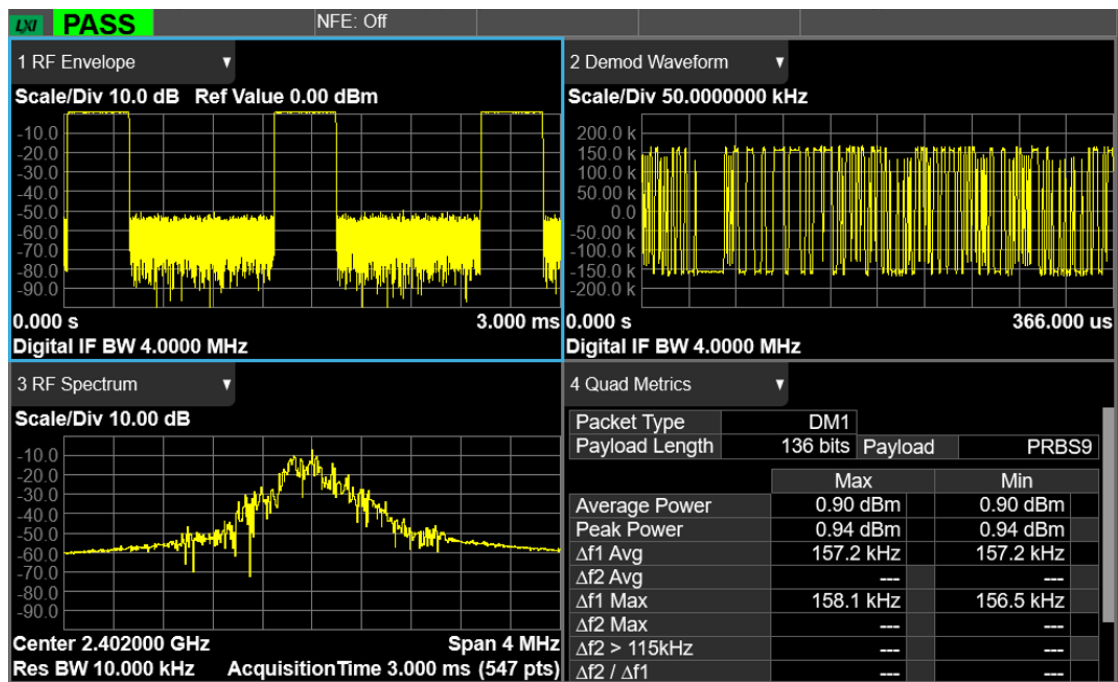 LXI PASS NFE: Off
1 RF Envelope
Scale/Div 10.0 dB Ref Value 0.00 dBm
-10.0
-20.0
-30.0
-40.0
-50.0
-60.0
-70.0
-80.0
-90.0
0.000 s 3.000 ms
Digital IF BW 4.0000 MHz
2 Demod Waveform
Scale/Div 50.0000000 kHz
200.0 k
150.0 k
100.0 k
50.00 k
0.0
-50.00 k
-100.0 k
-150.0 k
-200.0 k
0.000 s 366.000 us
Digital IF BW 4.0000 MHz
3 RF Spectrum
Scale/Div 10.00 dB
-10.0
-20.0
-30.0
-40.0
-50.0
-60.0
-70.0
-80.0
-90.0
Center 2.402000 GHz Span 4 MHz
Res BW 10.000 kHz AcquisitionTime 3.000 ms (547 pts)
4 Quad Metrics
Packet Type DM1
Payload Length 136 bits Payload PRBS9
Max Min
Average Power 0.90 dBm 0.90 dBm
Peak Power 0.94 dBm 0.94 dBm
Δf1 Avg 157.2 kHz 157.2 kHz
Δf2 Avg --- ---
Δf1 Max 158.1 kHz 156.5 kHz
Δf2 Max --- ---
Δf2 > 115kHz --- ---
Δf2 / Δf1 --- ---